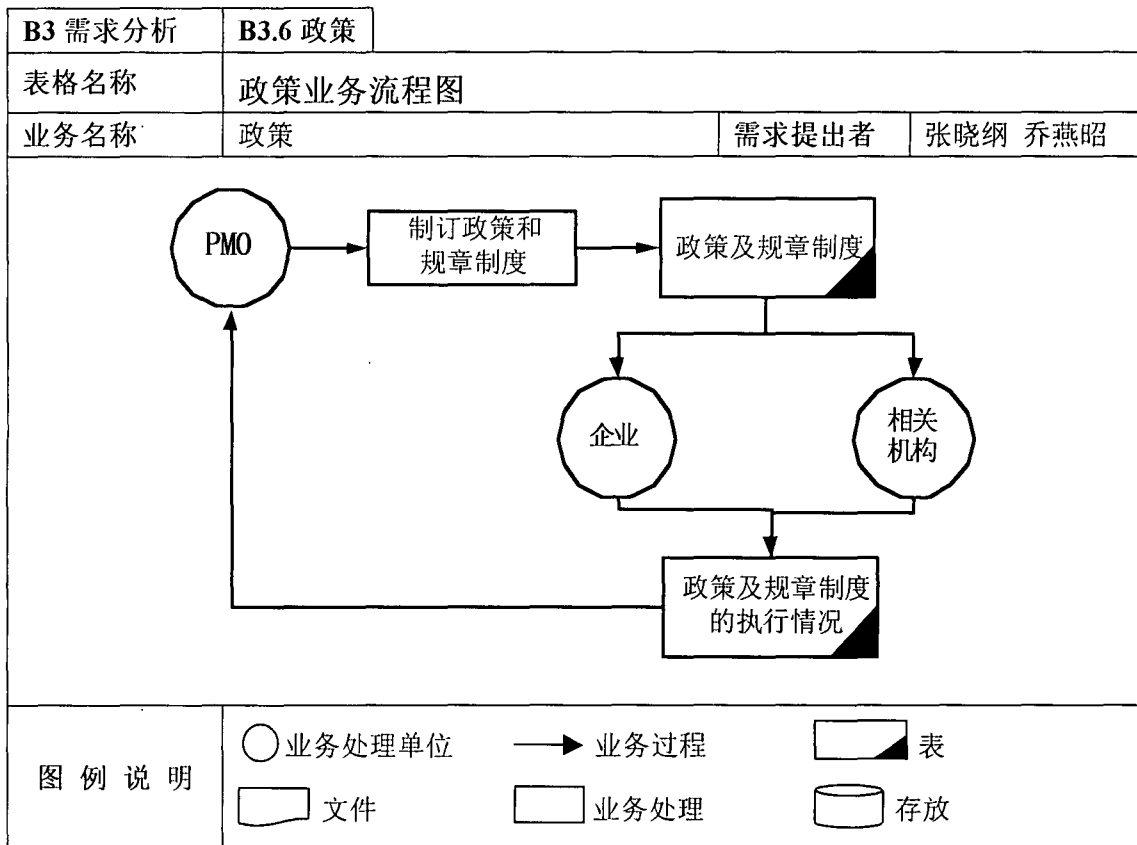 B3 需求分析 B3.6 政策
表格名称 政策业务流程图
业务名称 政策 需求提出者 张晓纲 乔燕昭
PMO
制订政策和
规章制度
政策及规章制度
企业
相关
机构
政策及规章制度
的执行情况
图例说明
业务处理单位 业务过程 表
文件 业务处理 存放